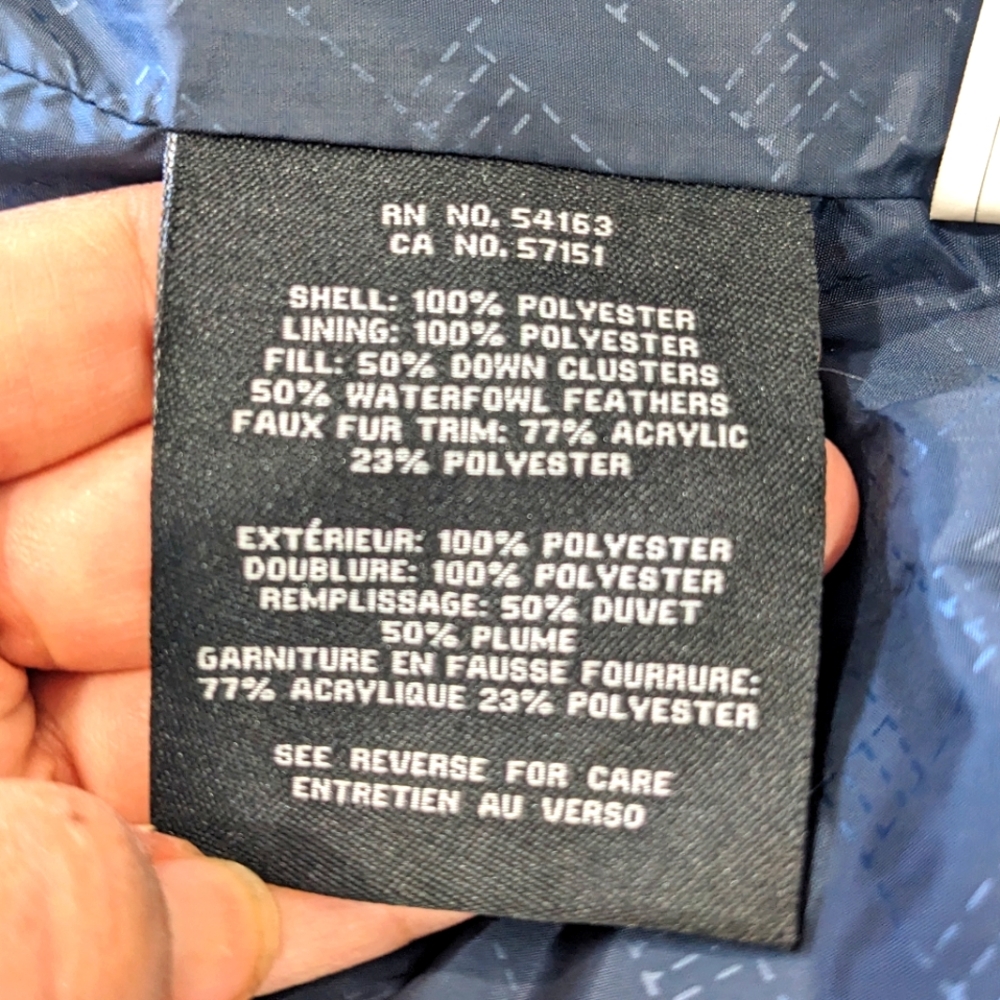 RN NO. 54163
CA NO. 57151
SHELL: 100% POLYESTER
LINING: 100% POLYESTER
FILL: 50% DOWN CLUSTERS
50% WATERFOWL FEATHERS
FAUX FUR TRIM: 77% ACRYLIC
23% POLYESTER
EXTÉRIEUR: 100% POLYESTER
DOUBLURE: 100% POLYESTER
REMPLISSAGE: 50% DUVET
50% PLUME
GARNITURE EN FAUSSE FOURRURE:
77% ACRYLIQUE 23% POLYESTER
SEE REVERSE FOR CARE
ENTRETIEN AU VERSO